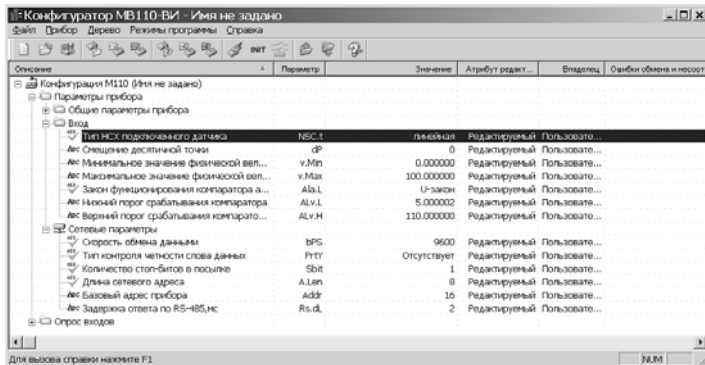 Конфигуратор МВ110-ВИ - Имя не задано
Файл Прибор Дерево Режимы программы Справка
INIT
Описание Параметр Значение Атрибут редакт... Владелец Ошибки обмена и несоот
Конфигурация М110 (Имя не задано)
Параметры прибора
Общие параметры прибора
Вход
Тип НСХ подключенного датчика NSC.t линейная Редактируемый Пользовате...
Смещение десятичной точки dP 0 Редактируемый Пользовате...
Минимальное значение физической вел... v.Min 0.000000 Редактируемый Пользовате...
Максимальное значение физической вел... v.Max 100.000000 Редактируемый Пользовате...
Закон функционирования компаратора а... Ala.L U-закон Редактируемый Пользовате...
Нижний порог срабатывания компаратора ALv.L 5.000002 Редактируемый Пользовате...
Верхний порог срабатывания компарато... ALv.H 110.000000 Редактируемый Пользовате...
Сетевые параметры
Скорость обмена данными bPS 9600 Редактируемый Пользовате...
Тип контроля четности слова данных PrtY Отсутствует Редактируемый Пользовате...
Количество стоп-битов в посылке Sbit 1 Редактируемый Пользовате...
Длина сетевого адреса A.Len 8 Редактируемый Пользовате...
Базовый адрес прибора Addr 16 Редактируемый Пользовате...
Задержка ответа по RS-485,мс Rs.dL 2 Редактируемый Пользовате...
Опрос входов
Для вызова справки нажмите F1 NUM